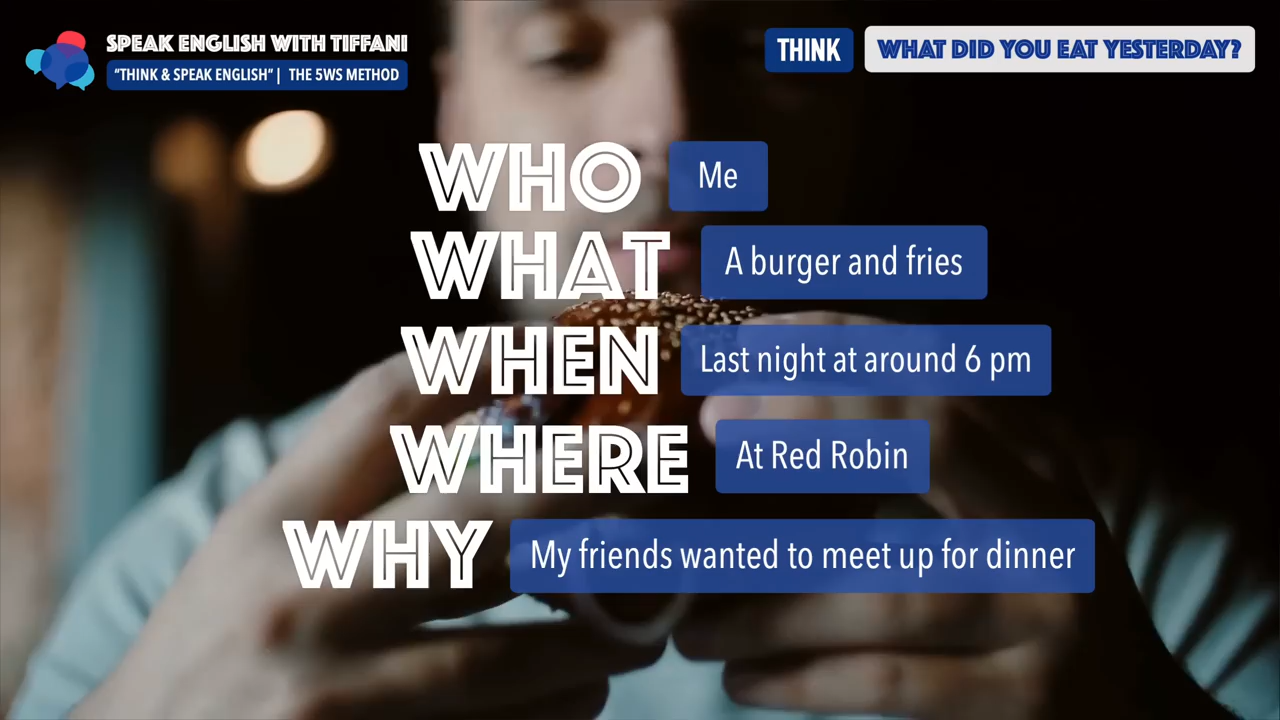 SPEAK ENGLISH WITH TIFFANI
"THINK & SPEAK ENGLISH" | THE 5WS METHOD
THINK WHAT DID YOU EAT YESTERDAY?
WHO Me
WHAT A burger and fries
WHEN Last night at around 6 pm
WHERE At Red Robin
WHY My friends wanted to meet up for dinner